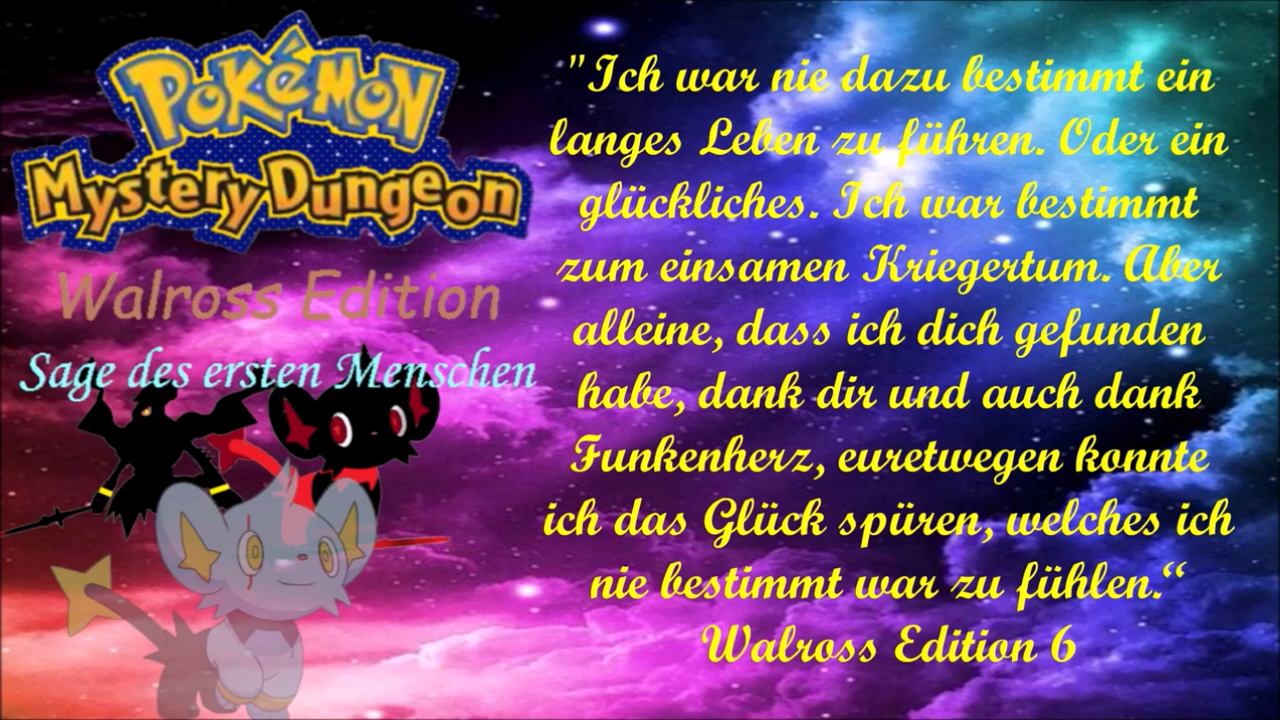 POKéMON
Mystery Dungeon
Walross Edition
Sage des ersten Menschen
"Ich war nie dazu bestimmt ein
langes Leben zu führen. Oder ein
glückliches. Ich war bestimmt
zum einsamen Kriegertum. Aber
alleine, dass ich dich gefunden
habe, dank dir und auch dank
Funkenherz, euretwegen konnte
ich das Glück spüren, welches ich
nie bestimmt war zu fühlen.“
Walross Edition 6